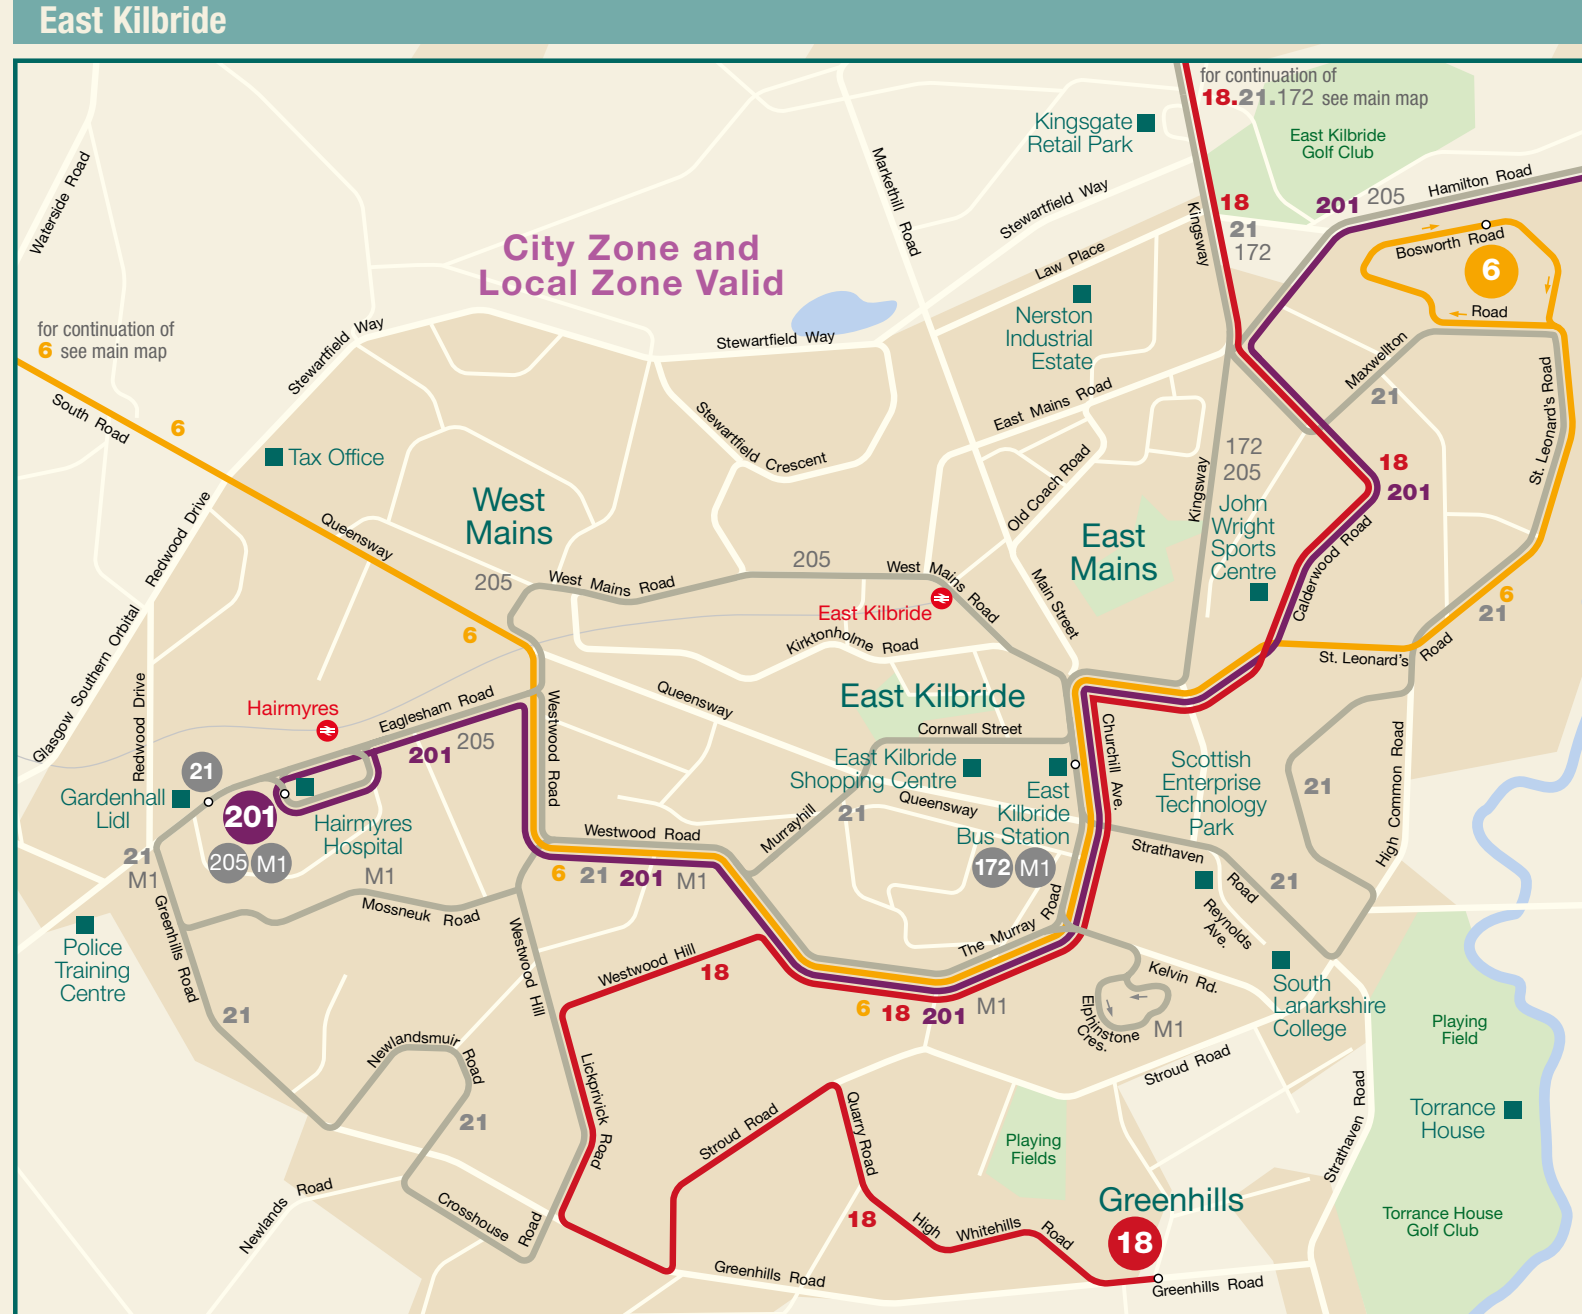 East Kilbride
for continuation of
18.21.172 see main map
Kingsgate
Retail Park
East Kilbride
Golf Club
Waterside Road
Markethill Road
Stewartfield Way
Kingsway
18
21
172
201 205
Hamilton Road
Bosworth Road
6
Road
City Zone and
Local Zone Valid
Law Place
Nerston
Industrial
Estate
for continuation of
6 see main map
Stewartfield Way
Stewartfield Way
Maxwellton
21
St. Leonard's Road
South Road
6
East Mains Road
Stewartfield Crescent
Tax Office
Old Coach Road
172
205
Kingsway
18
201
West
Mains
Queensway
Redwood Drive
John
Wright
Sports
Centre
East
Mains
Calderwood Road
205
West Mains Road
205
West Mains Road
Main Street
East Kilbride
6
21
6
Kirktonholme Road
St. Leonard's Road
Glasgow Southern Orbital
Redwood Drive
Hairmyres
Eaglesham Road
201 205
Westwood Road
Queensway
East Kilbride
Cornwall Street
Churchill Ave.
High Common Road
East Kilbride
Shopping Centre
Scottish
Enterprise
Technology
Park
21
21
Gardenhall
Lidl
201
205 M1
Hairmyres
Hospital
Queensway
21
Murrayhill
East
Kilbride
Bus Station
172 M1
Westwood Road
6 21 201 M1
21
M1
M1
Mossneuk Road
Strathaven Road
21
Reynolds
Ave.
Greenhills Road
Westwood Hill
Westwood Hill
18
The Murray Road
Police
Training
Centre
Kelvin Rd.
South
Lanarkshire
College
6 18 201 M1
Elphinstone
Cres.
M1
21
Playing
Field
Newlandsmuir Road
21
Lickprivick Road
Stroud Road
Strathaven Road
Stroud Road
Quarry Road
Playing
Fields
Torrance
House
Newlands Road
Crosshouse Road
18
High Whitehills Road
Greenhills
18
Torrance House
Golf Club
Greenhills Road
Greenhills Road